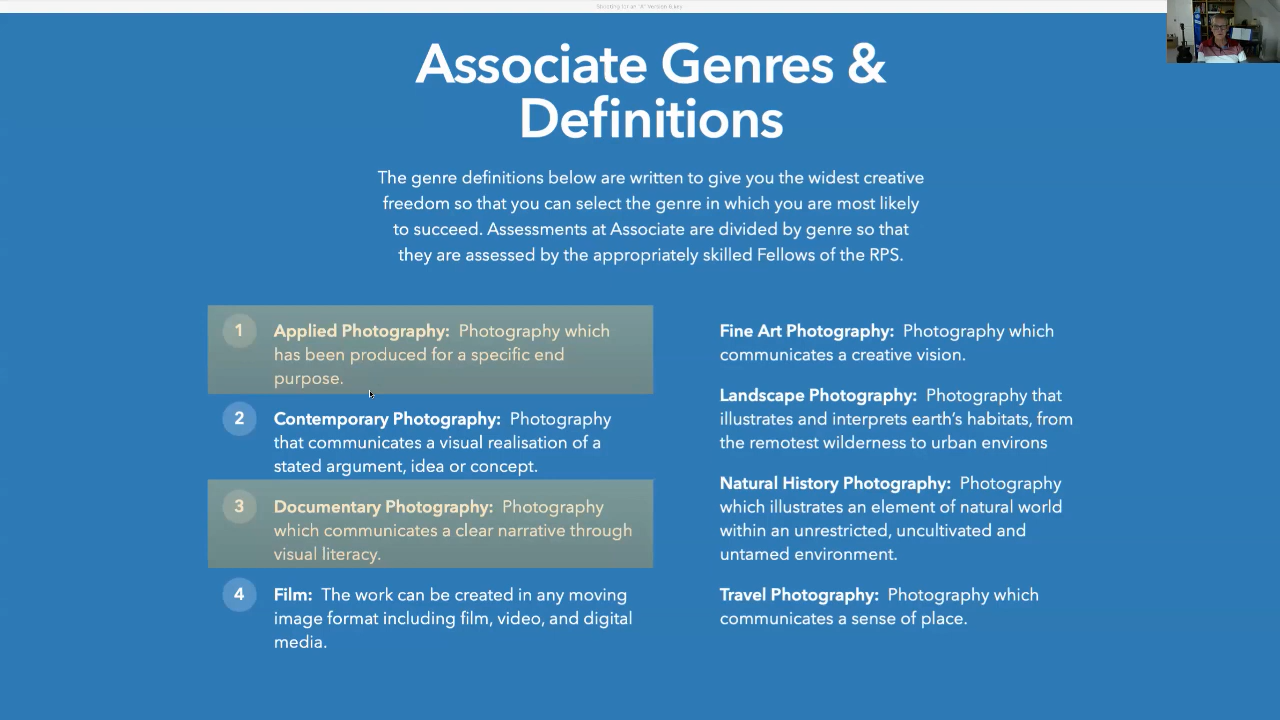 Associate Genres &
Definitions
The genre definitions below are written to give you the widest creative
freedom so that you can select the genre in which you are most likely
to succeed. Assessments at Associate are divided by genre so that
they are assessed by the appropriately skilled Fellows of the RPS.
1
Applied Photography: Photography which
has been produced for a specific end
purpose.
2
Contemporary Photography: Photography
that communicates a visual realisation of a
stated argument, idea or concept.
3
Documentary Photography: Photography
which communicates a clear narrative through
visual literacy.
4
Film: The work can be created in any moving
image format including film, video, and digital
media.
Fine Art Photography: Photography which
communicates a creative vision.
Landscape Photography: Photography that
illustrates and interprets earth's habitats, from
the remotest wilderness to urban environs
Natural History Photography: Photography
which illustrates an element of natural world
within an unrestricted, uncultivated and
untamed environment.
Travel Photography: Photography which
communicates a sense of place.